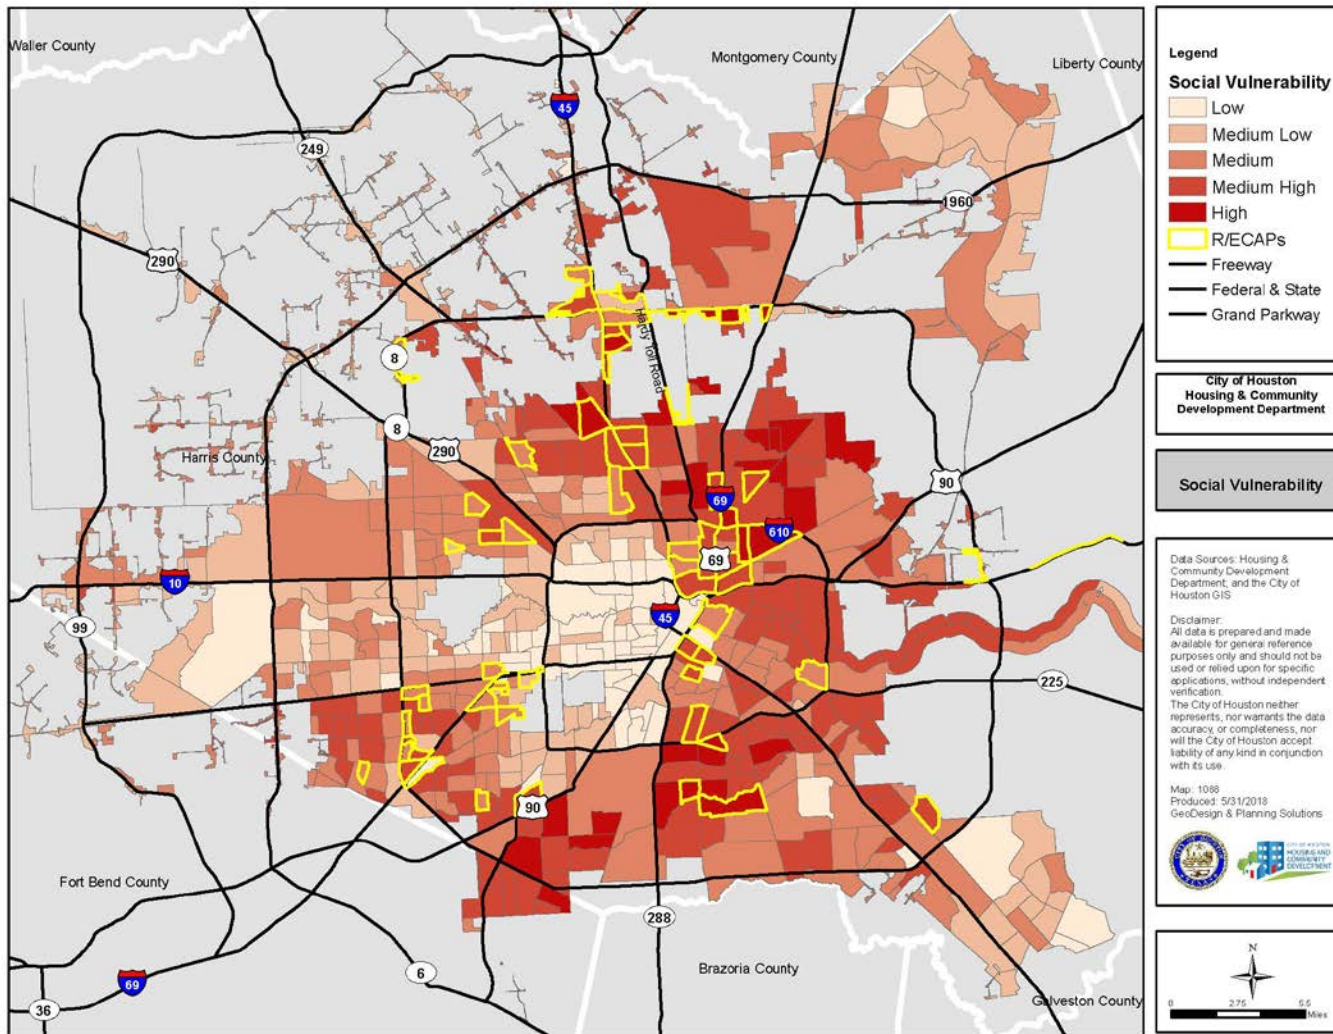 Waller County
Montgomery County
Liberty County
45
249
1960
290
Hardy Toll Road
8
8
290
Harris County
90
69
610
69
10
45
99
225
90
Fort Bend County
288
6
Brazoria County
69
36
Galveston County
Legend
Social Vulnerability
Low
Medium Low
Medium
Medium High
High
R/ECAPs
Freeway
Federal & State
Grand Parkway
City of Houston
Housing & Community
Development Department
Social Vulnerability
Data Sources: Housing &
Community Development
Department; and the City of
Houston GIS
Disclaimer:
All data is prepared and made
available for general reference
purposes only and should not be
used or relied upon for specific
applications, without independent
verification.
The City of Houston neither
represents, nor warrants the data
accuracy, or completeness, nor
will the City of Houston accept
liability of any kind in conjunction
with its use.
Map: 1088
Produced: 5/31/2018
GeoDesign & Planning Solutions
CITY OF HOUSTON
HOUSING AND
COMMUNITY
DEVELOPMENT
N
0 2.75 5.5
Miles